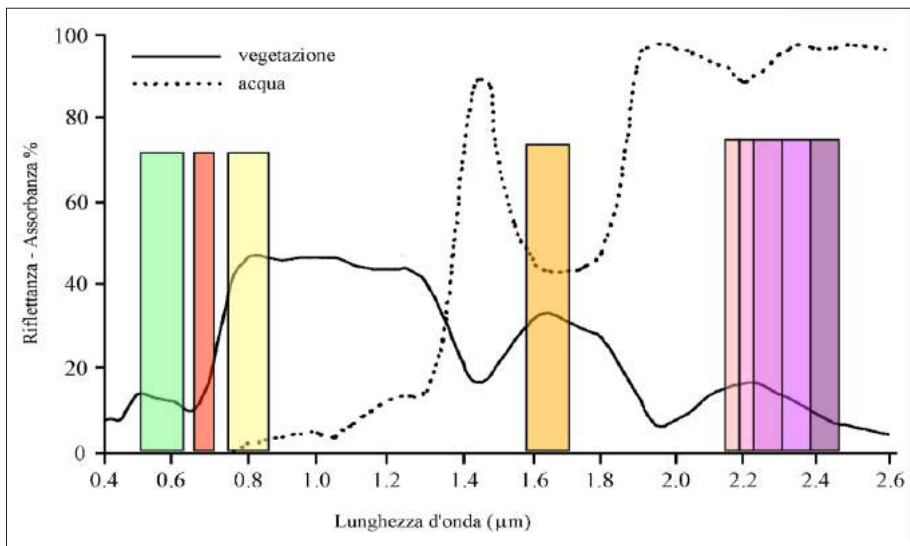 100
80
60
40
20
0
Riflettanza - Assorbanza %
vegetazione
acqua
0.4 0.6 0.8 1.0 1.2 1.4 1.6 1.8 2.0 2.2 2.4 2.6
Lunghezza d'onda (μm)